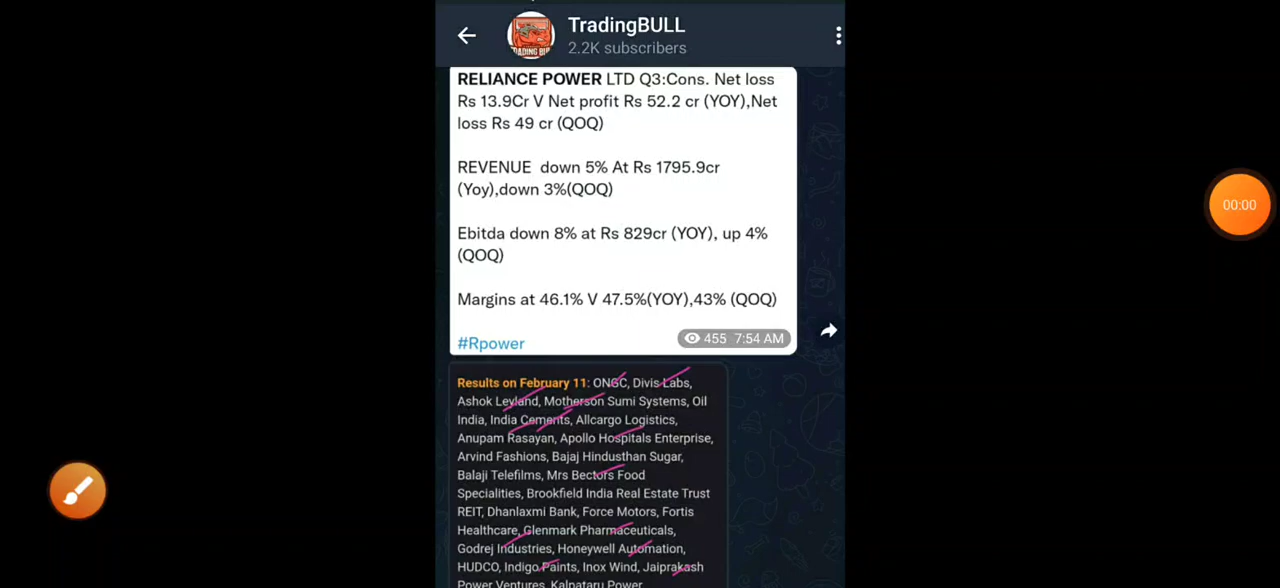 TradingBULL
2.2K subscribers
RELIANCE POWER LTD Q3:Cons. Net loss
Rs 13.9Cr V Net profit Rs 52.2 cr (YOY),Net
loss Rs 49 cr (QOQ)
REVENUE down 5% At Rs 1795.9cr
(Yoy),down 3%(QOQ)
Ebitda down 8% at Rs 829cr (YOY), up 4%
(QOQ)
Margins at 46.1% V 47.5%(YOY),43% (QOQ)
#Rpower
455 7:54 AM
00:00
Results on February 11: ONGC, Divis Labs,
Ashok Leyland, Motherson Sumi Systems, Oil
India, India Cements, Allcargo Logistics,
Anupam Rasayan, Apollo Hospitals Enterprise,
Arvind Fashions, Bajaj Hindusthan Sugar,
Balaji Telefilms, Mrs Bectors Food
Specialities, Brookfield India Real Estate Trust
REIT, Dhanlaxmi Bank, Force Motors, Fortis
Healthcare, Glenmark Pharmaceuticals,
Godrej Industries, Honeywell Automation,
HUDCO, Indigo Paints, Inox Wind, Jaiprakash
Power Ventures, Kalpataru Power